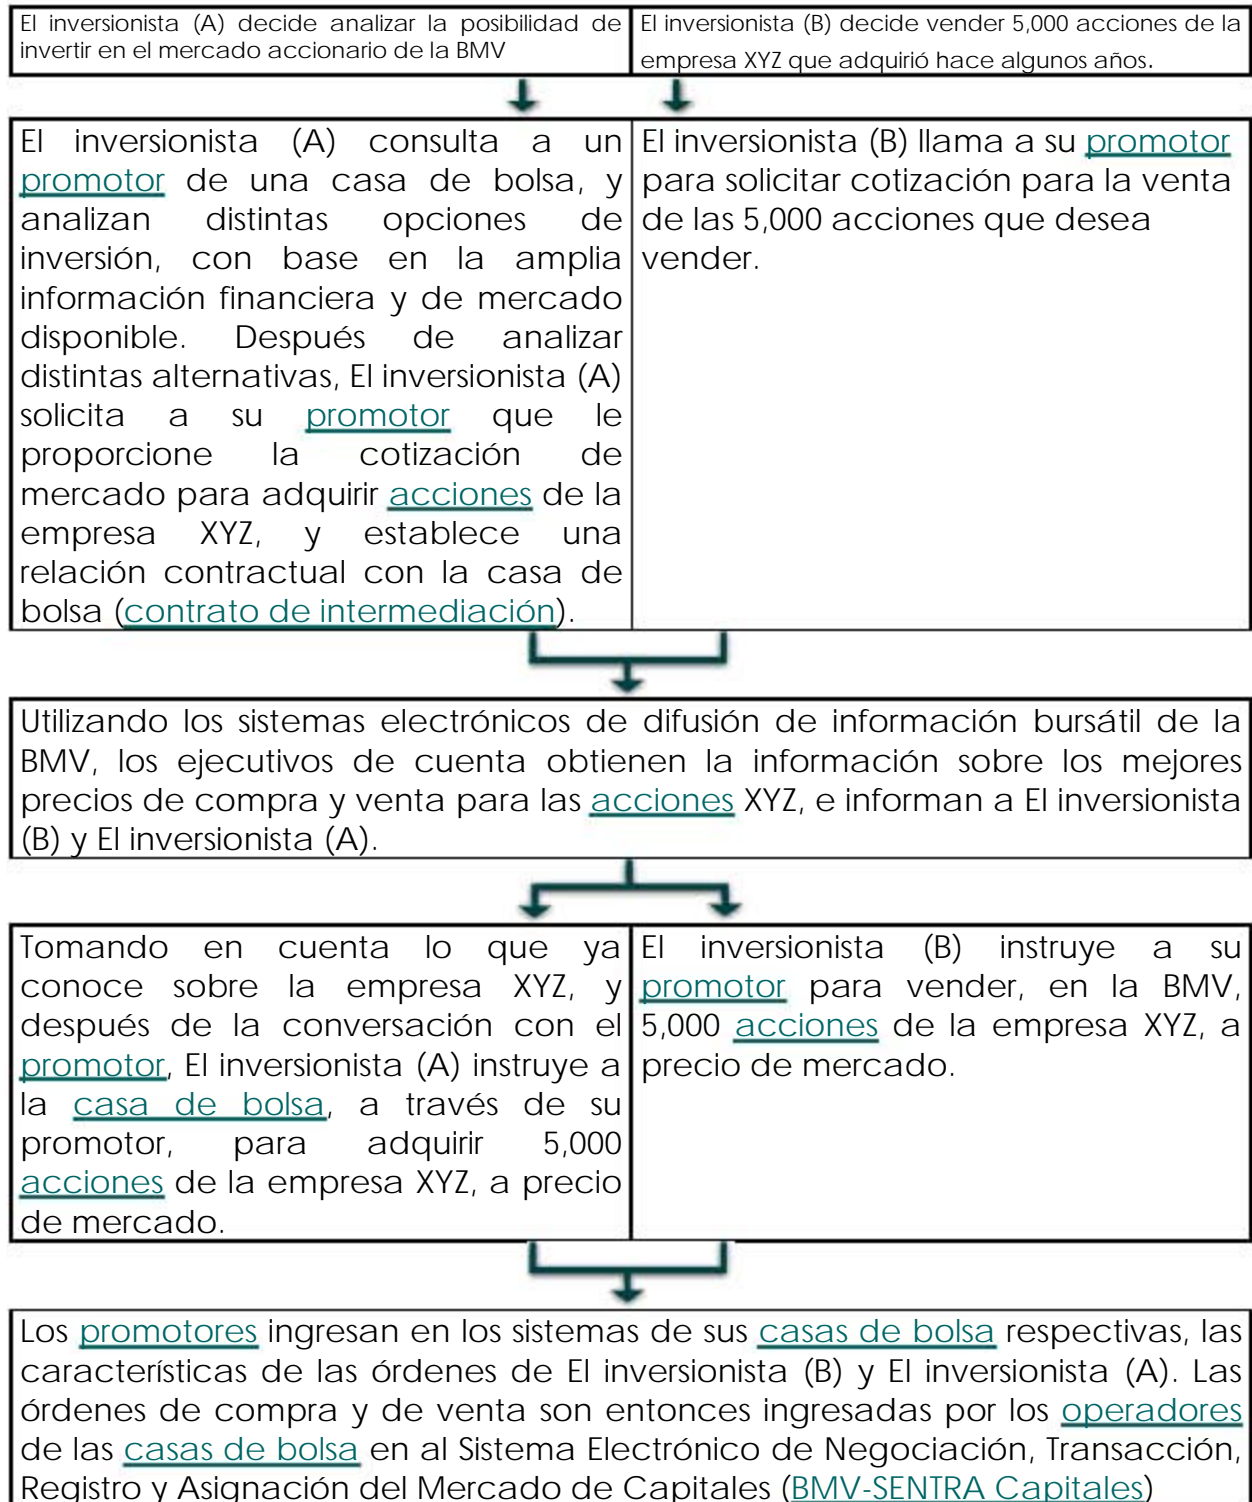 El inversionista (A) decide analizar la posibilidad de
invertir en el mercado accionario de la BMV
El inversionista (B) decide vender 5,000 acciones de la
empresa XYZ que adquirió hace algunos años.
El inversionista (A) consulta a un
promotor de una casa de bolsa, y
analizan distintas opciones de
inversión, con base en la amplia
información financiera y de mercado
disponible. Después de analizar
distintas alternativas, El inversionista (A)
solicita a su promotor que le
proporcione la cotización de
mercado para adquirir acciones de la
empresa XYZ, y establece una
relación contractual con la casa de
bolsa (contrato de intermediación).
El inversionista (B) llama a su promotor
para solicitar cotización para la venta
de las 5,000 acciones que desea
vender.
Utilizando los sistemas electrónicos de difusión de información bursátil de la
BMV, los ejecutivos de cuenta obtienen la información sobre los mejores
precios de compra y venta para las acciones XYZ, e informan a El inversionista
(B) y El inversionista (A).
Tomando en cuenta lo que ya
conoce sobre la empresa XYZ, y
después de la conversación con el
promotor, El inversionista (A) instruye a
la casa de bolsa, a través de su
promotor, para adquirir 5,000
acciones de la empresa XYZ, a precio
de mercado.
El inversionista (B) instruye a su
promotor para vender, en la BMV,
5,000 acciones de la empresa XYZ, a
precio de mercado.
Los promotores ingresan en los sistemas de sus casas de bolsa respectivas, las
características de las órdenes de El inversionista (B) y El inversionista (A). Las
órdenes de compra y de venta son entonces ingresadas por los operadores
de las casas de bolsa en al Sistema Electrónico de Negociación, Transacción,
Registro y Asignación del Mercado de Capitales (BMV-SENTRA Capitales)